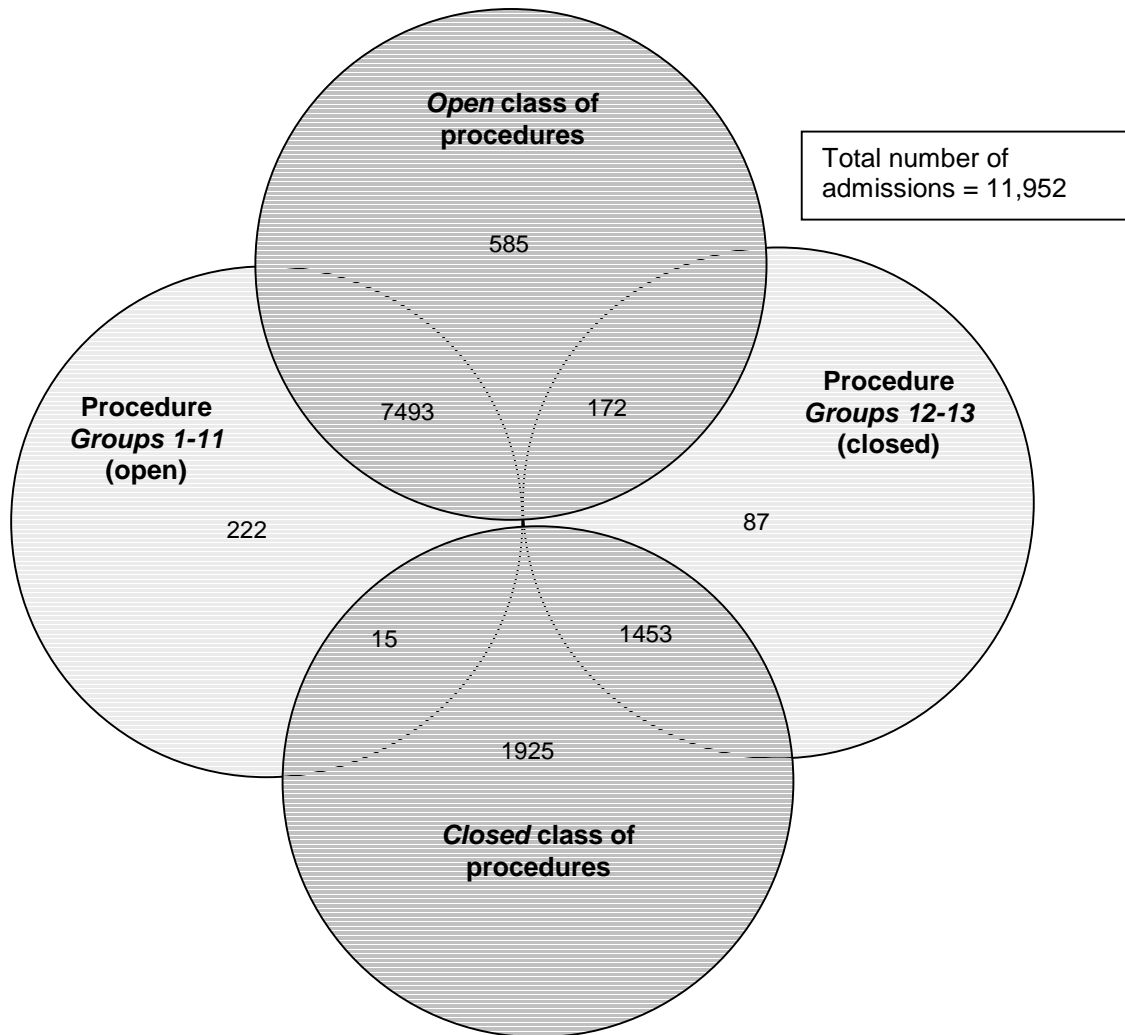 Open class of
procedures
Total number of
admissions = 11,952
585
Procedure
Groups 1-11
(open)
7493
172
Procedure
Groups 12-13
(closed)
222
87
15
1453
1925
Closed class of
procedures